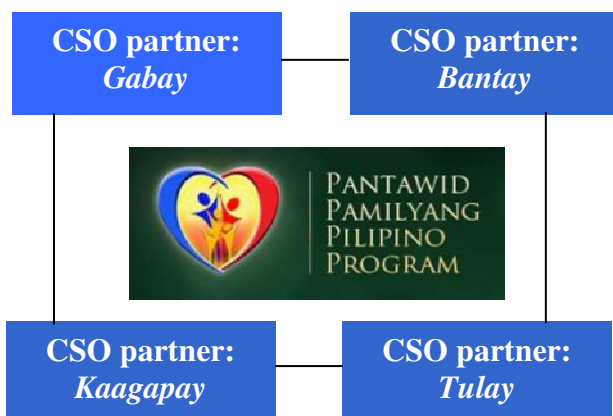 CSO partner:
Gabay
CSO partner:
Bantay
PANTAWID
PAMILYANG
PILIPINO
PROGRAM
CSO partner:
Kaagapay
CSO partner:
Tulay